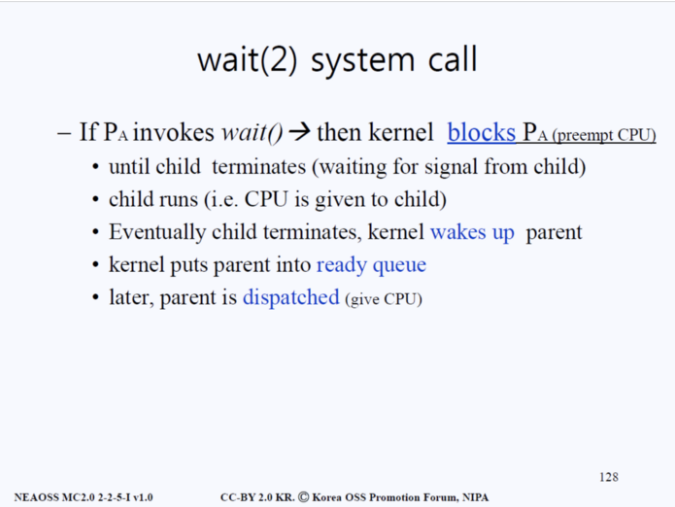 wait(2) system call
– If PA invokes wait() → then kernel blocks PA (preempt CPU)
• until child terminates (waiting for signal from child)
• child runs (i.e. CPU is given to child)
• Eventually child terminates, kernel wakes up parent
• kernel puts parent into ready queue
• later, parent is dispatched (give CPU)
128
NEAOSS MC2.0 2-2-5-I v1.0 CC-BY 2.0 KR. © Korea OSS Promotion Forum, NIPA